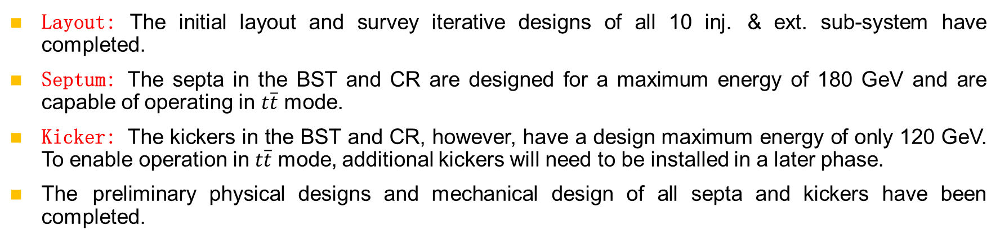 Layout: The initial layout and survey iterative designs of all 10 inj. & ext. sub-system have
completed.
Septum: The septa in the BST and CR are designed for a maximum energy of 180 GeV and are
capable of operating in tt̄ mode.
Kicker: The kickers in the BST and CR, however, have a design maximum energy of only 120 GeV.
To enable operation in tt̄ mode, additional kickers will need to be installed in a later phase.
The preliminary physical designs and mechanical design of all septa and kickers have been
completed.